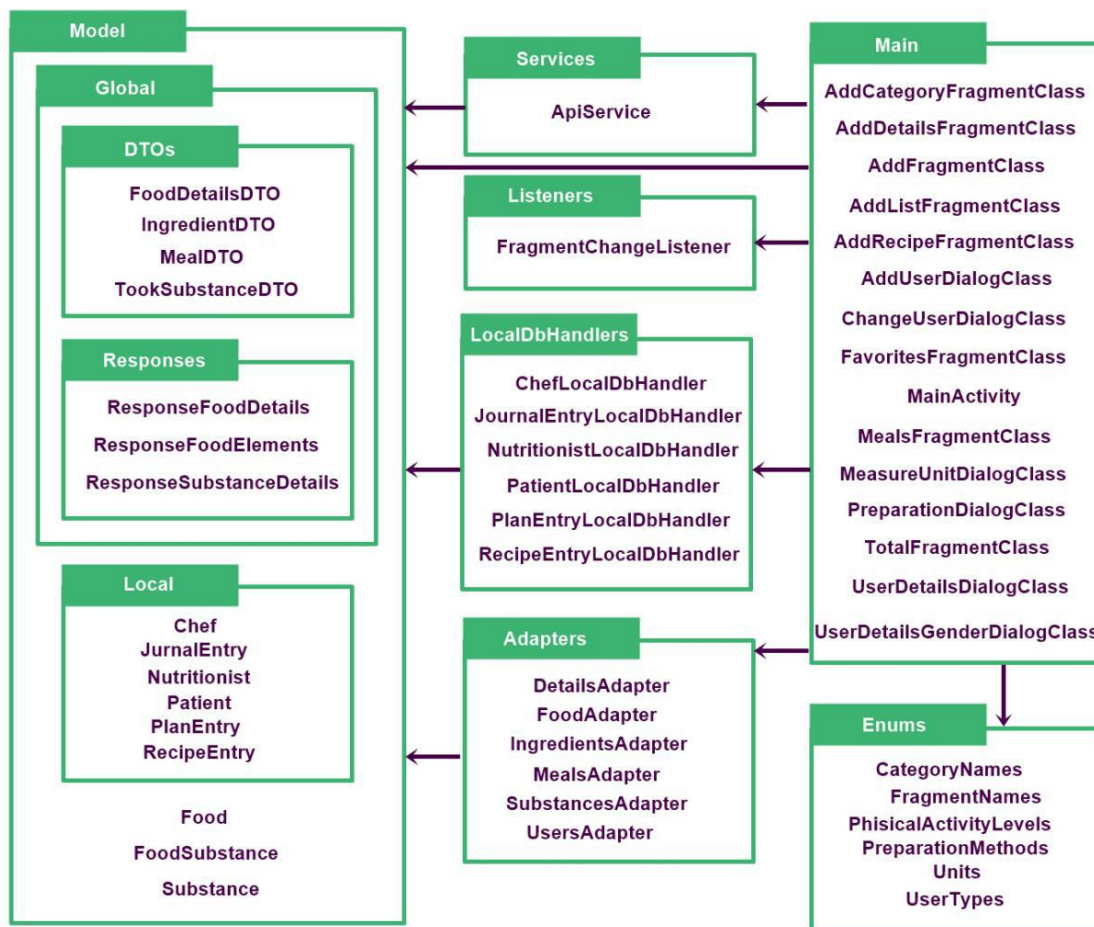 Model
Global
DTOs
FoodDetailsDTO
IngredientDTO
MealDTO
TookSubstanceDTO
Responses
ResponseFoodDetails
ResponseFoodElements
ResponseSubstanceDetails
Local
Chef
JurnalEntry
Nutritionist
Patient
PlanEntry
RecipeEntry
Food
FoodSubstance
Substance
Services
ApiService
Listeners
FragmentChangeListener
LocalDbHandlers
ChefLocalDbHandler
JournalEntryLocalDbHandler
NutritionistLocalDbHandler
PatientLocalDbHandler
PlanEntryLocalDbHandler
RecipeEntryLocalDbHandler
Adapters
DetailsAdapter
FoodAdapter
IngredientsAdapter
MealsAdapter
SubstancesAdapter
UsersAdapter
Main
AddCategoryFragmentClass
AddDetailsFragmentClass
AddFragmentClass
AddListFragmentClass
AddRecipeFragmentClass
AddUserDialogClass
ChangeUserDialogClass
FavoritesFragmentClass
MainActivity
MealsFragmentClass
MeasureUnitDialogClass
PreparationDialogClass
TotalFragmentClass
UserDetailsDialogClass
UserDetailsGenderDialogClass
Enums
CategoryNames
FragmentNames
PhisicalActivityLevels
PreparationMethods
Units
UserTypes